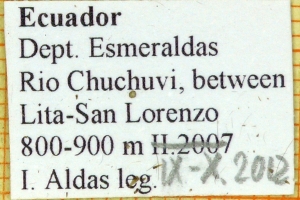 Ecuador
Dept. Esmeraldas
Rio Chuchuvi, between
Lita-San Lorenzo
800-900 m II.2007
I. Aldas leg. IX-X. 2012